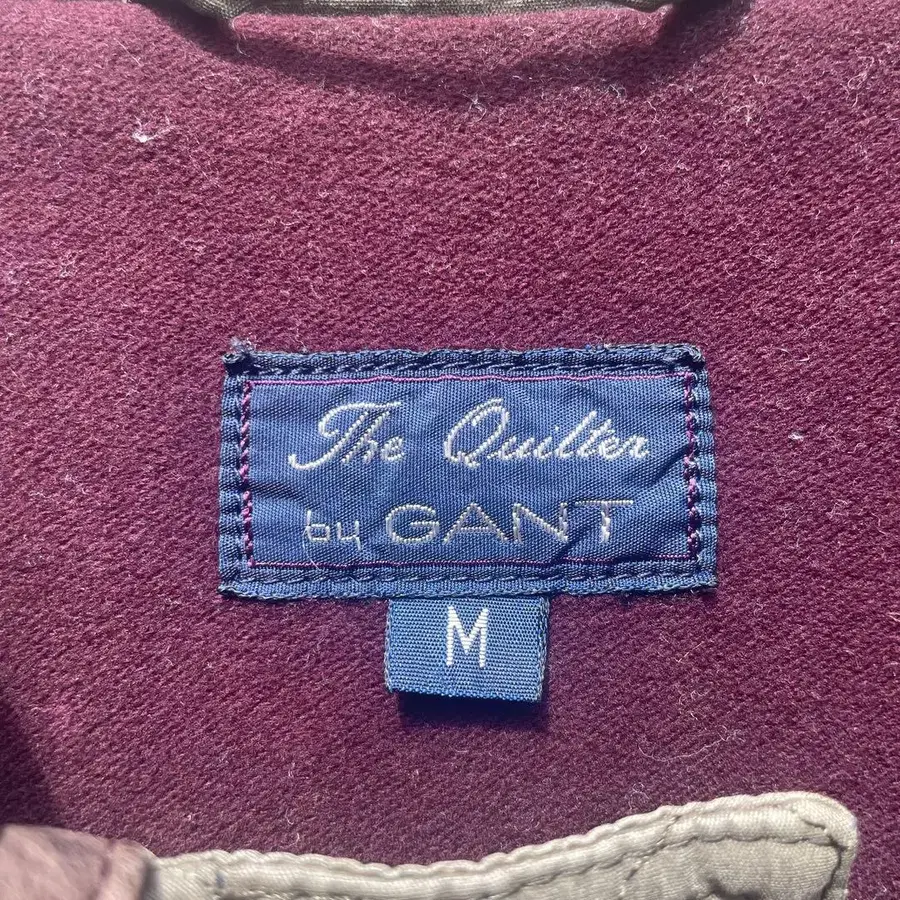 The Quilter
by GANT
M